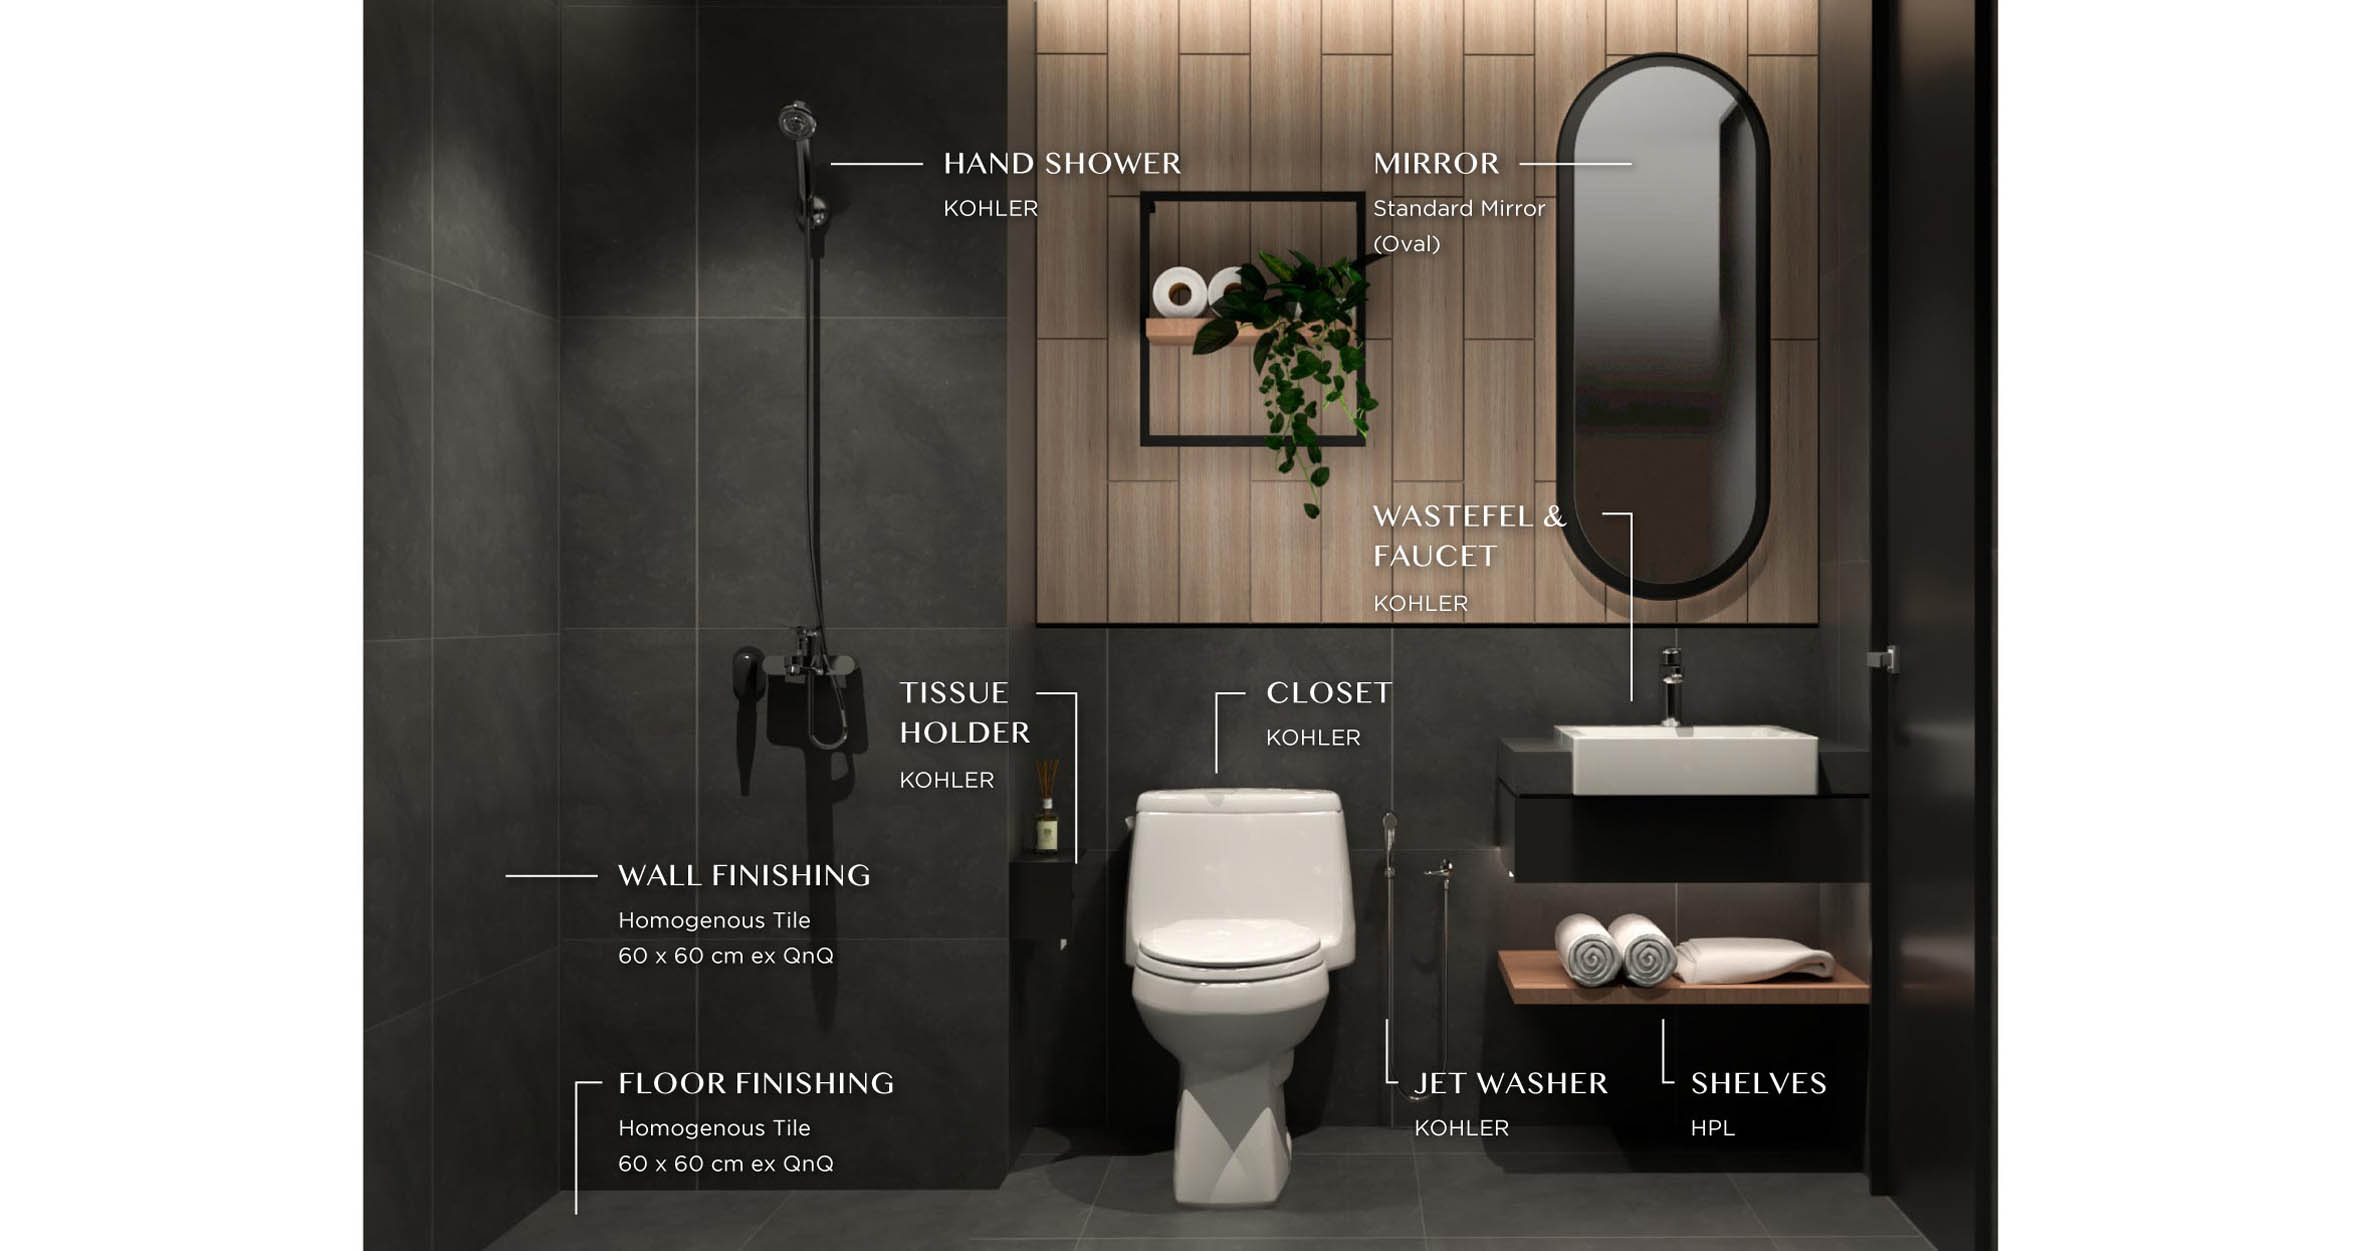 HAND SHOWER
KOHLER
MIRROR
Standard Mirror
(Oval)
WASTEFEL &
FAUCET
KOHLER
TISSUE
HOLDER
KOHLER
CLOSET
KOHLER
WALL FINISHING
Homogenous Tile
60 x 60 cm ex QnQ
FLOOR FINISHING
Homogenous Tile
60 x 60 cm ex QnQ
JET WASHER
KOHLER
SHELVES
HPL